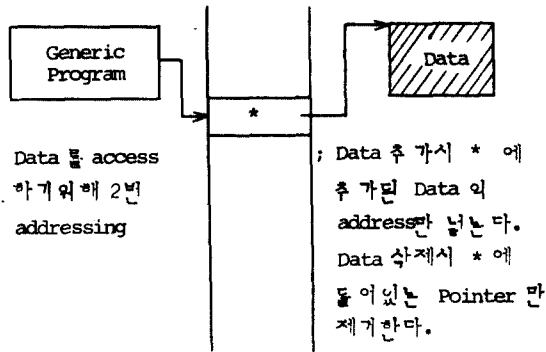 Generic
Program
*
Data
Data 를 access
하기위해 2번
addressing
; Data 추가시 * 에
추가된 Data 의
address만 넣는다.
Data 삭제시 * 에
들어있는 Pointer 만
제거한다.